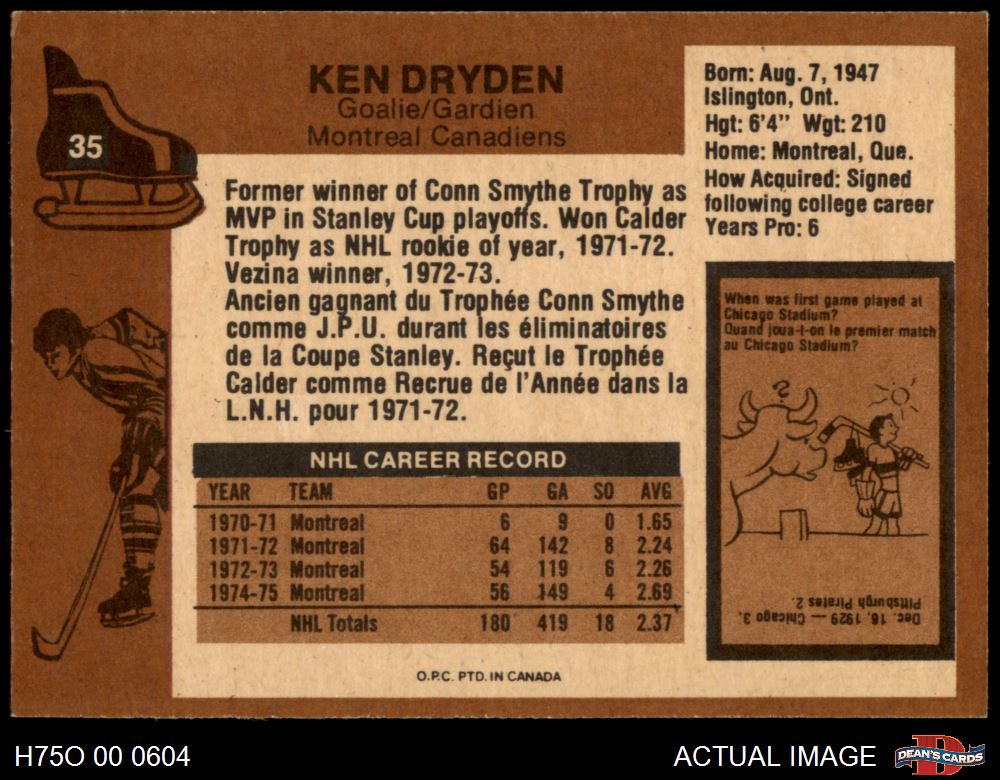 35
KEN DRYDEN
Goalie/Gardien
Montreal Canadiens
Born: Aug. 7, 1947
Islington, Ont.
Hgt: 6'4" Wgt: 210
Home: Montreal, Que.
How Acquired: Signed
following college career
Years Pro: 6
Former winner of Conn Smythe Trophy as
MVP in Stanley Cup playoffs. Won Calder
Trophy as NHL rookie of year, 1971-72.
Vezina winner, 1972-73.
Ancien gagnant du Trophée Conn Smythe
comme J.P.U. durant les éliminatoires
de la Coupe Stanley. Reçut le Trophée
Calder comme Recrue de l'Année dans la
L.N.H. pour 1971-72.
NHL CAREER RECORD
YEAR TEAM GP GA SO AVG
1970-71 Montreal 6 9 0 1.65
1971-72 Montreal 64 142 8 2.24
1972-73 Montreal 54 119 6 2.26
1974-75 Montreal 56 149 4 2.69
NHL Totals 180 419 18 2.37
When was first game played at
Chicago Stadium?
Quand joua-t-on le premier match
au Chicago Stadium?
?
Dec. 16, 1929 — Chicago 3,
Pittsburgh Pirates 2.
O.P.C. PTD. IN CANADA
H75O 00 0604
ACTUAL IMAGE
D
DEAN'S CARDS